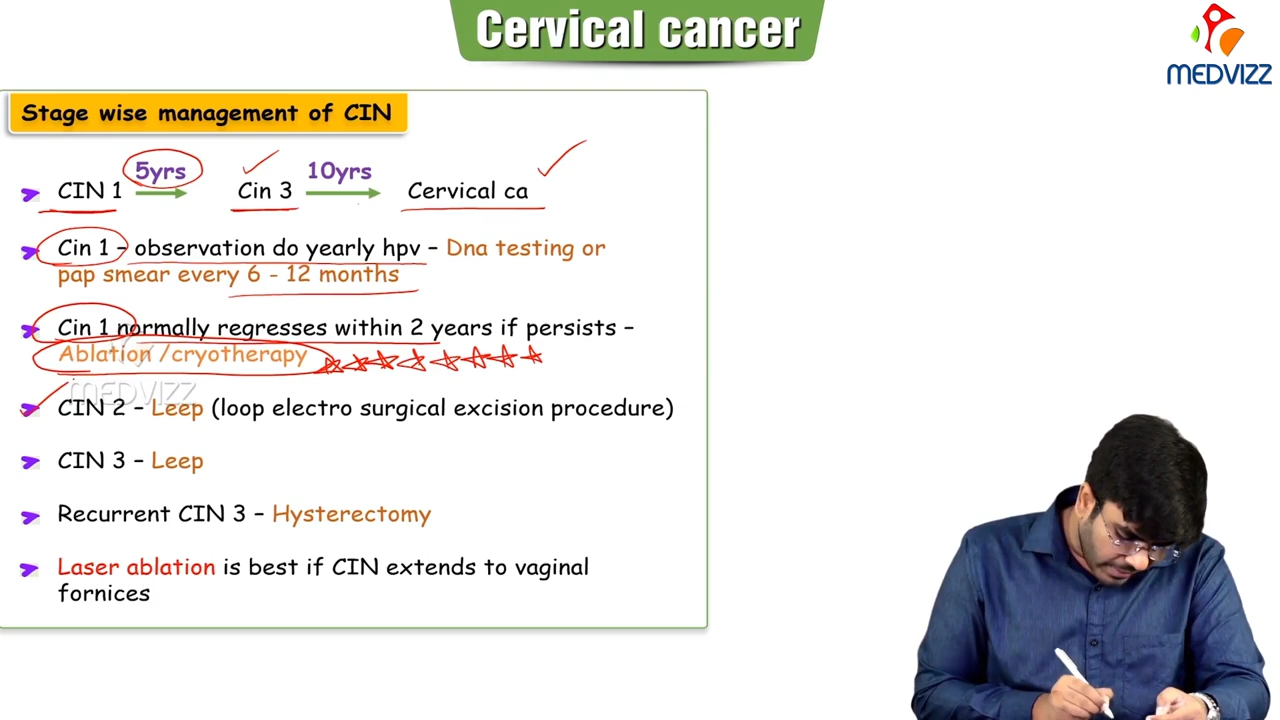 Cervical cancer
MEDVIZZ
Stage wise management of CIN
CIN 1 5yrs Cin 3 10yrs Cervical ca
Cin 1 – observation do yearly hpv – Dna testing or
pap smear every 6 - 12 months
Cin 1 normally regresses within 2 years if persists –
Ablation /cryotherapy
MEDVIZZ
CIN 2 – Leep (loop electro surgical excision procedure)
CIN 3 – Leep
Recurrent CIN 3 – Hysterectomy
Laser ablation is best if CIN extends to vaginal
fornices